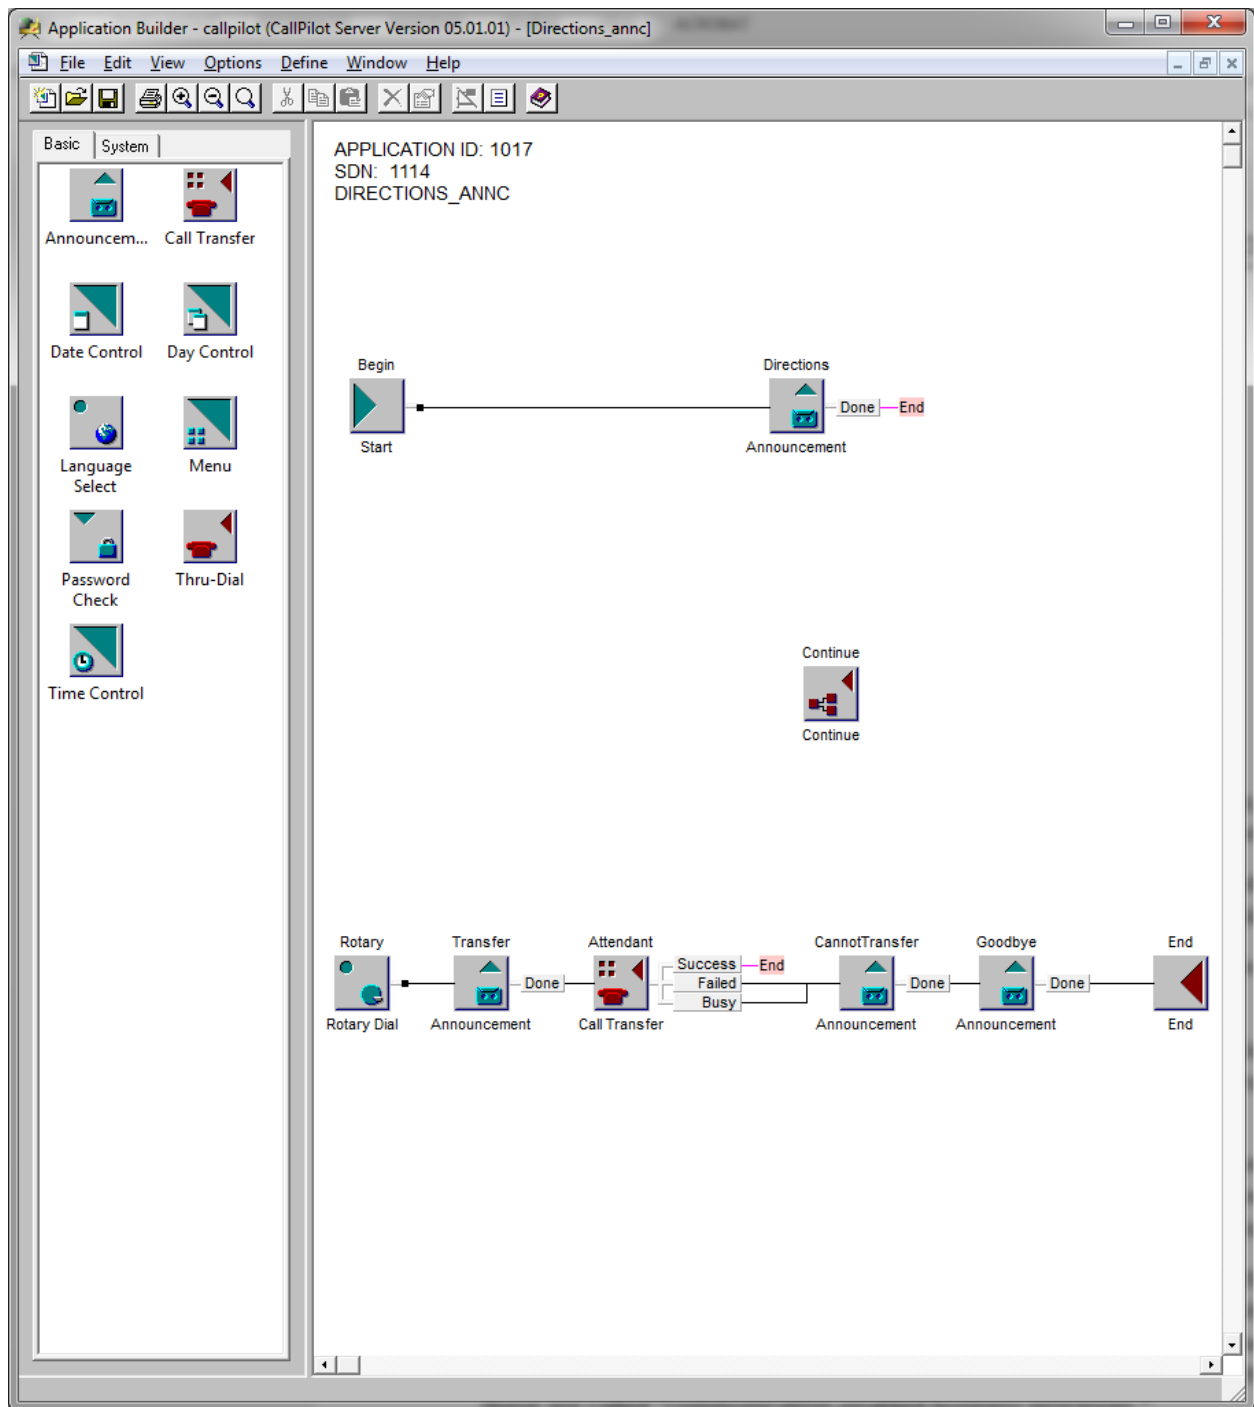 Application Builder - callpilot (CallPilot Server Version 05.01.01) - [Directions_annc]
File Edit View Options Define Window Help
Basic System
APPLICATION ID: 1017
SDN: 1114
DIRECTIONS_ANNC
Announcem... Call Transfer
Date Control Day Control
Language Select Menu
Password Check Thru-Dial
Time Control
Begin Directions
Done End
Start Announcement
Continue
Continue
Rotary Transfer Attendant CannotTransfer Goodbye End
Success End
Done Failed Done Done
Busy
Rotary Dial Announcement Call Transfer Announcement Announcement End